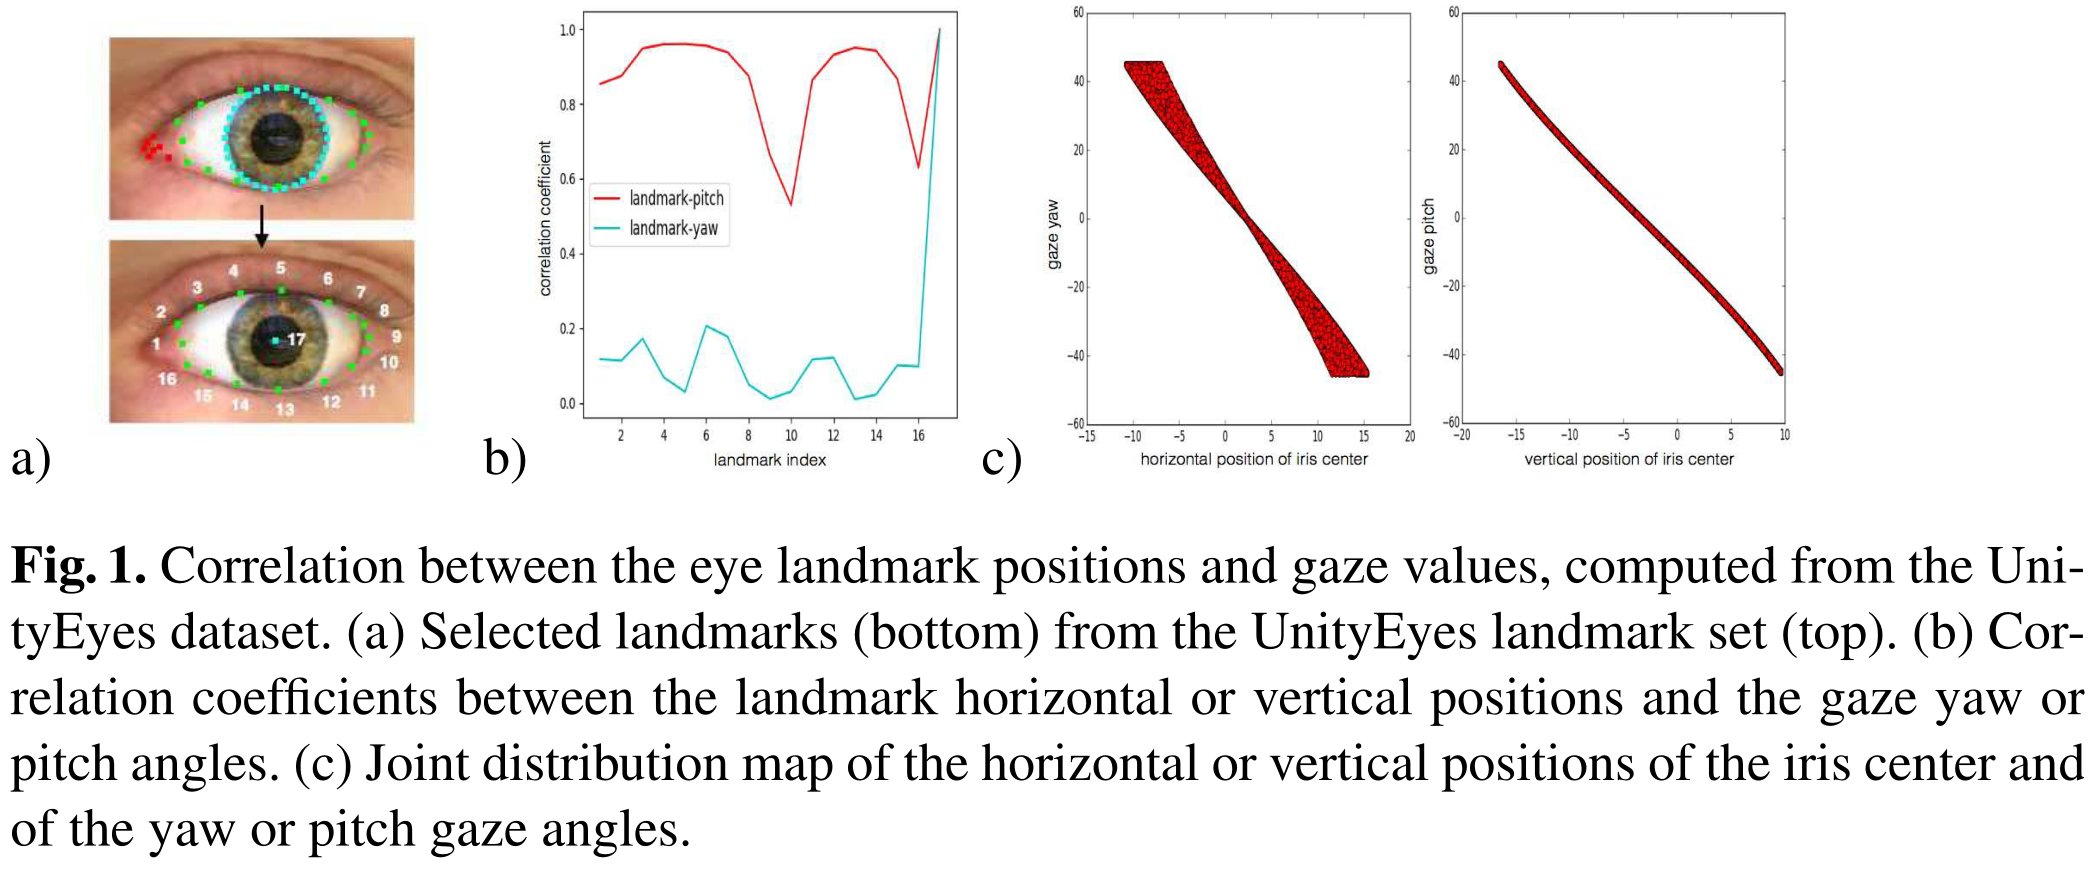 1
2
3
4
5
6
7
8
9
10
11
12
13
14
15
16
17
a)
correlation coefficient
1.0
0.8
0.6
0.4
0.2
0.0
landmark-pitch
landmark-yaw
2 4 6 8 10 12 14 16
landmark index
b)
gaze yaw
60
40
20
0
−20
−40
−60
−15 −10 −5 0 5 10 15 20
horizontal position of iris center
c)
gaze pitch
60
40
20
0
−20
−40
−60
−20 −15 −10 −5 0 5 10
vertical position of iris center
Fig. 1. Correlation between the eye landmark positions and gaze values, computed from the Uni-
tyEyes dataset. (a) Selected landmarks (bottom) from the UnityEyes landmark set (top). (b) Cor-
relation coefficients between the landmark horizontal or vertical positions and the gaze yaw or
pitch angles. (c) Joint distribution map of the horizontal or vertical positions of the iris center and
of the yaw or pitch gaze angles.